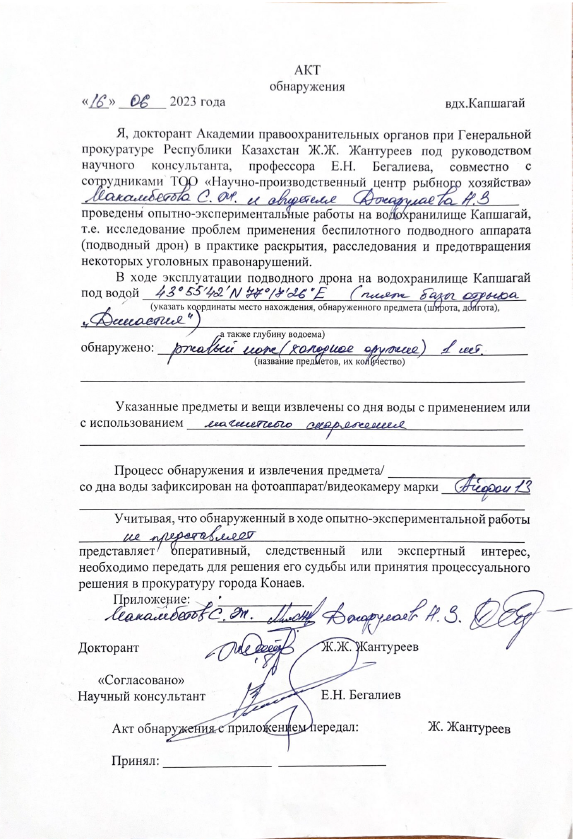 АКТ
обнаружения
«16» 06 2023 года вдх.Капшагай
Я, докторант Академии правоохранительных органов при Генеральной
прокуратуре Республики Казахстан Ж.Ж. Жантуреев под руководством
научного консультанта, профессора Е.Н. Бегалиева, совместно с
сотрудниками ТОО «Научно-производственный центр рыбного хозяйства»
Макамбетова С. Ж. и
проведены опытно-экспериментальные работы на водохранилище Капшагай,
т.е. исследование проблем применения беспилотного подводного аппарата
(подводный дрон) в практике раскрытия, расследования и предотвращения
некоторых уголовных правонарушений.
В ходе эксплуатации подводного дрона на водохранилище Капшагай
под водой 43°55'42'N 77°17'26"E (пляж базы отдыха
(указать координаты место нахождения, обнаруженного предмета (широта, долгота),
„Династия")
а также глубину водоема)
обнаружено: ржавый нож (холодное оружие) 1 шт.
(название предметов, их количество)
Указанные предметы и вещи извлечены со дна воды с применением или
с использованием магнитного снаряжения
Процесс обнаружения и извлечения предмета/
со дна воды зафиксирован на фотоаппарат/видеокамеру марки Айфон 13
Учитывая, что обнаруженный в ходе опытно-экспериментальной работы
не представляет
представляет оперативный, следственный или экспертный интерес,
необходимо передать для решения его судьбы или принятия процессуального
решения в прокуратуру города Конаев.
Приложение:
Макамбетов С. Ж.
Докторант Ж.Ж. Жантуреев
«Согласовано»
Научный консультант Е.Н. Бегалиев
Акт обнаружения с приложением передал: Ж. Жантуреев
Принял: